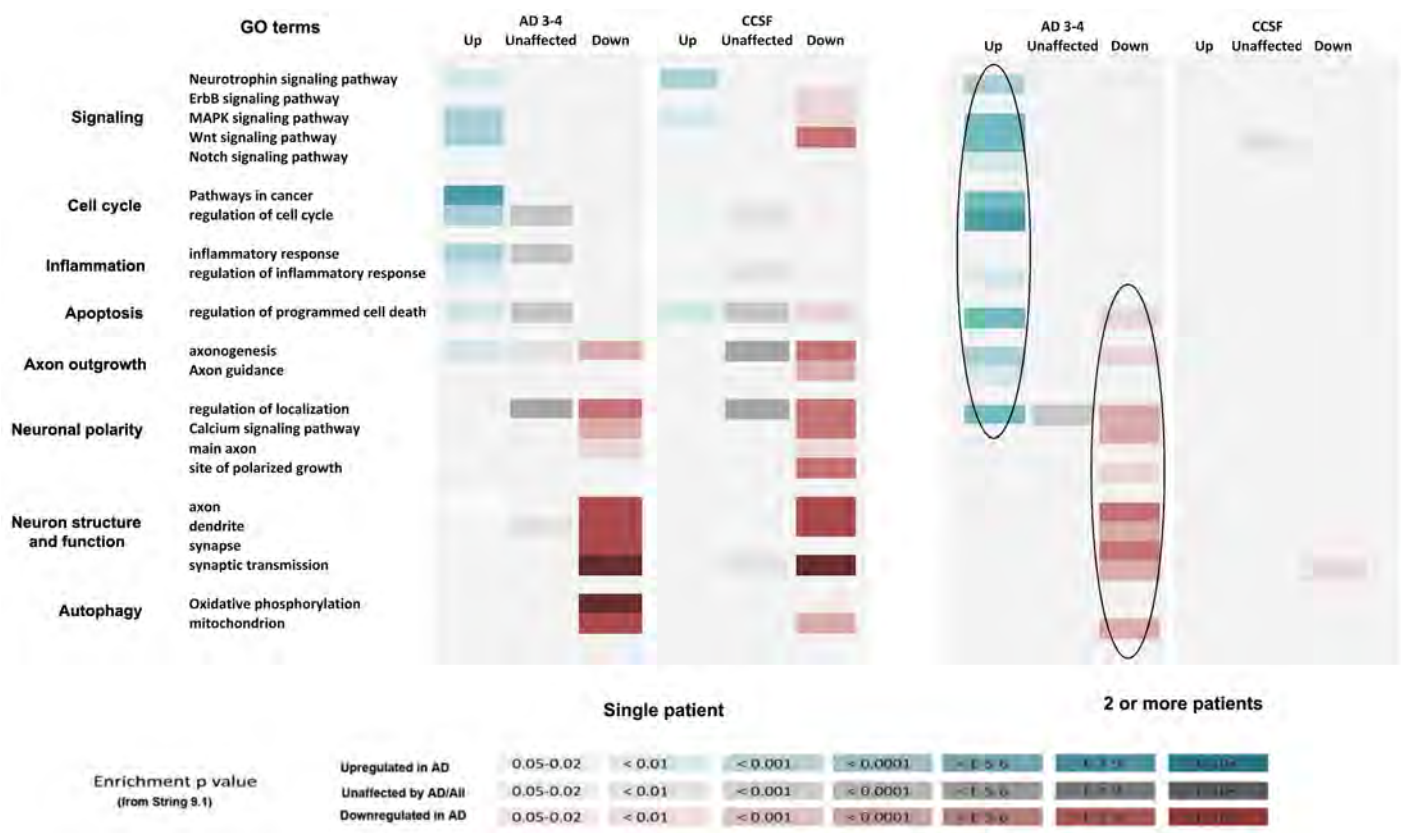 GO terms
AD 3-4 CCSF AD 3-4 CCSF
Up Unaffected Down Up Unaffected Down Up Unaffected Down Up Unaffected Down
Signaling
Neurotrophin signaling pathway
ErbB signaling pathway
MAPK signaling pathway
Wnt signaling pathway
Notch signaling pathway
Cell cycle
Pathways in cancer
regulation of cell cycle
Inflammation
inflammatory response
regulation of inflammatory response
Apoptosis
regulation of programmed cell death
Axon outgrowth
axonogenesis
Axon guidance
Neuronal polarity
regulation of localization
Calcium signaling pathway
main axon
site of polarized growth
Neuron structure
and function
axon
dendrite
synapse
synaptic transmission
Autophagy
Oxidative phosphorylation
mitochondrion
Single patient
2 or more patients
Enrichment p value
(from String 9.1)
Upregulated in AD 0.05-0.02 < 0.01 < 0.001 < 0.0001
Unaffected by AD/All 0.05-0.02 < 0.01 < 0.001 < 0.0001
Downregulated in AD 0.05-0.02 < 0.01 < 0.001 < 0.0001